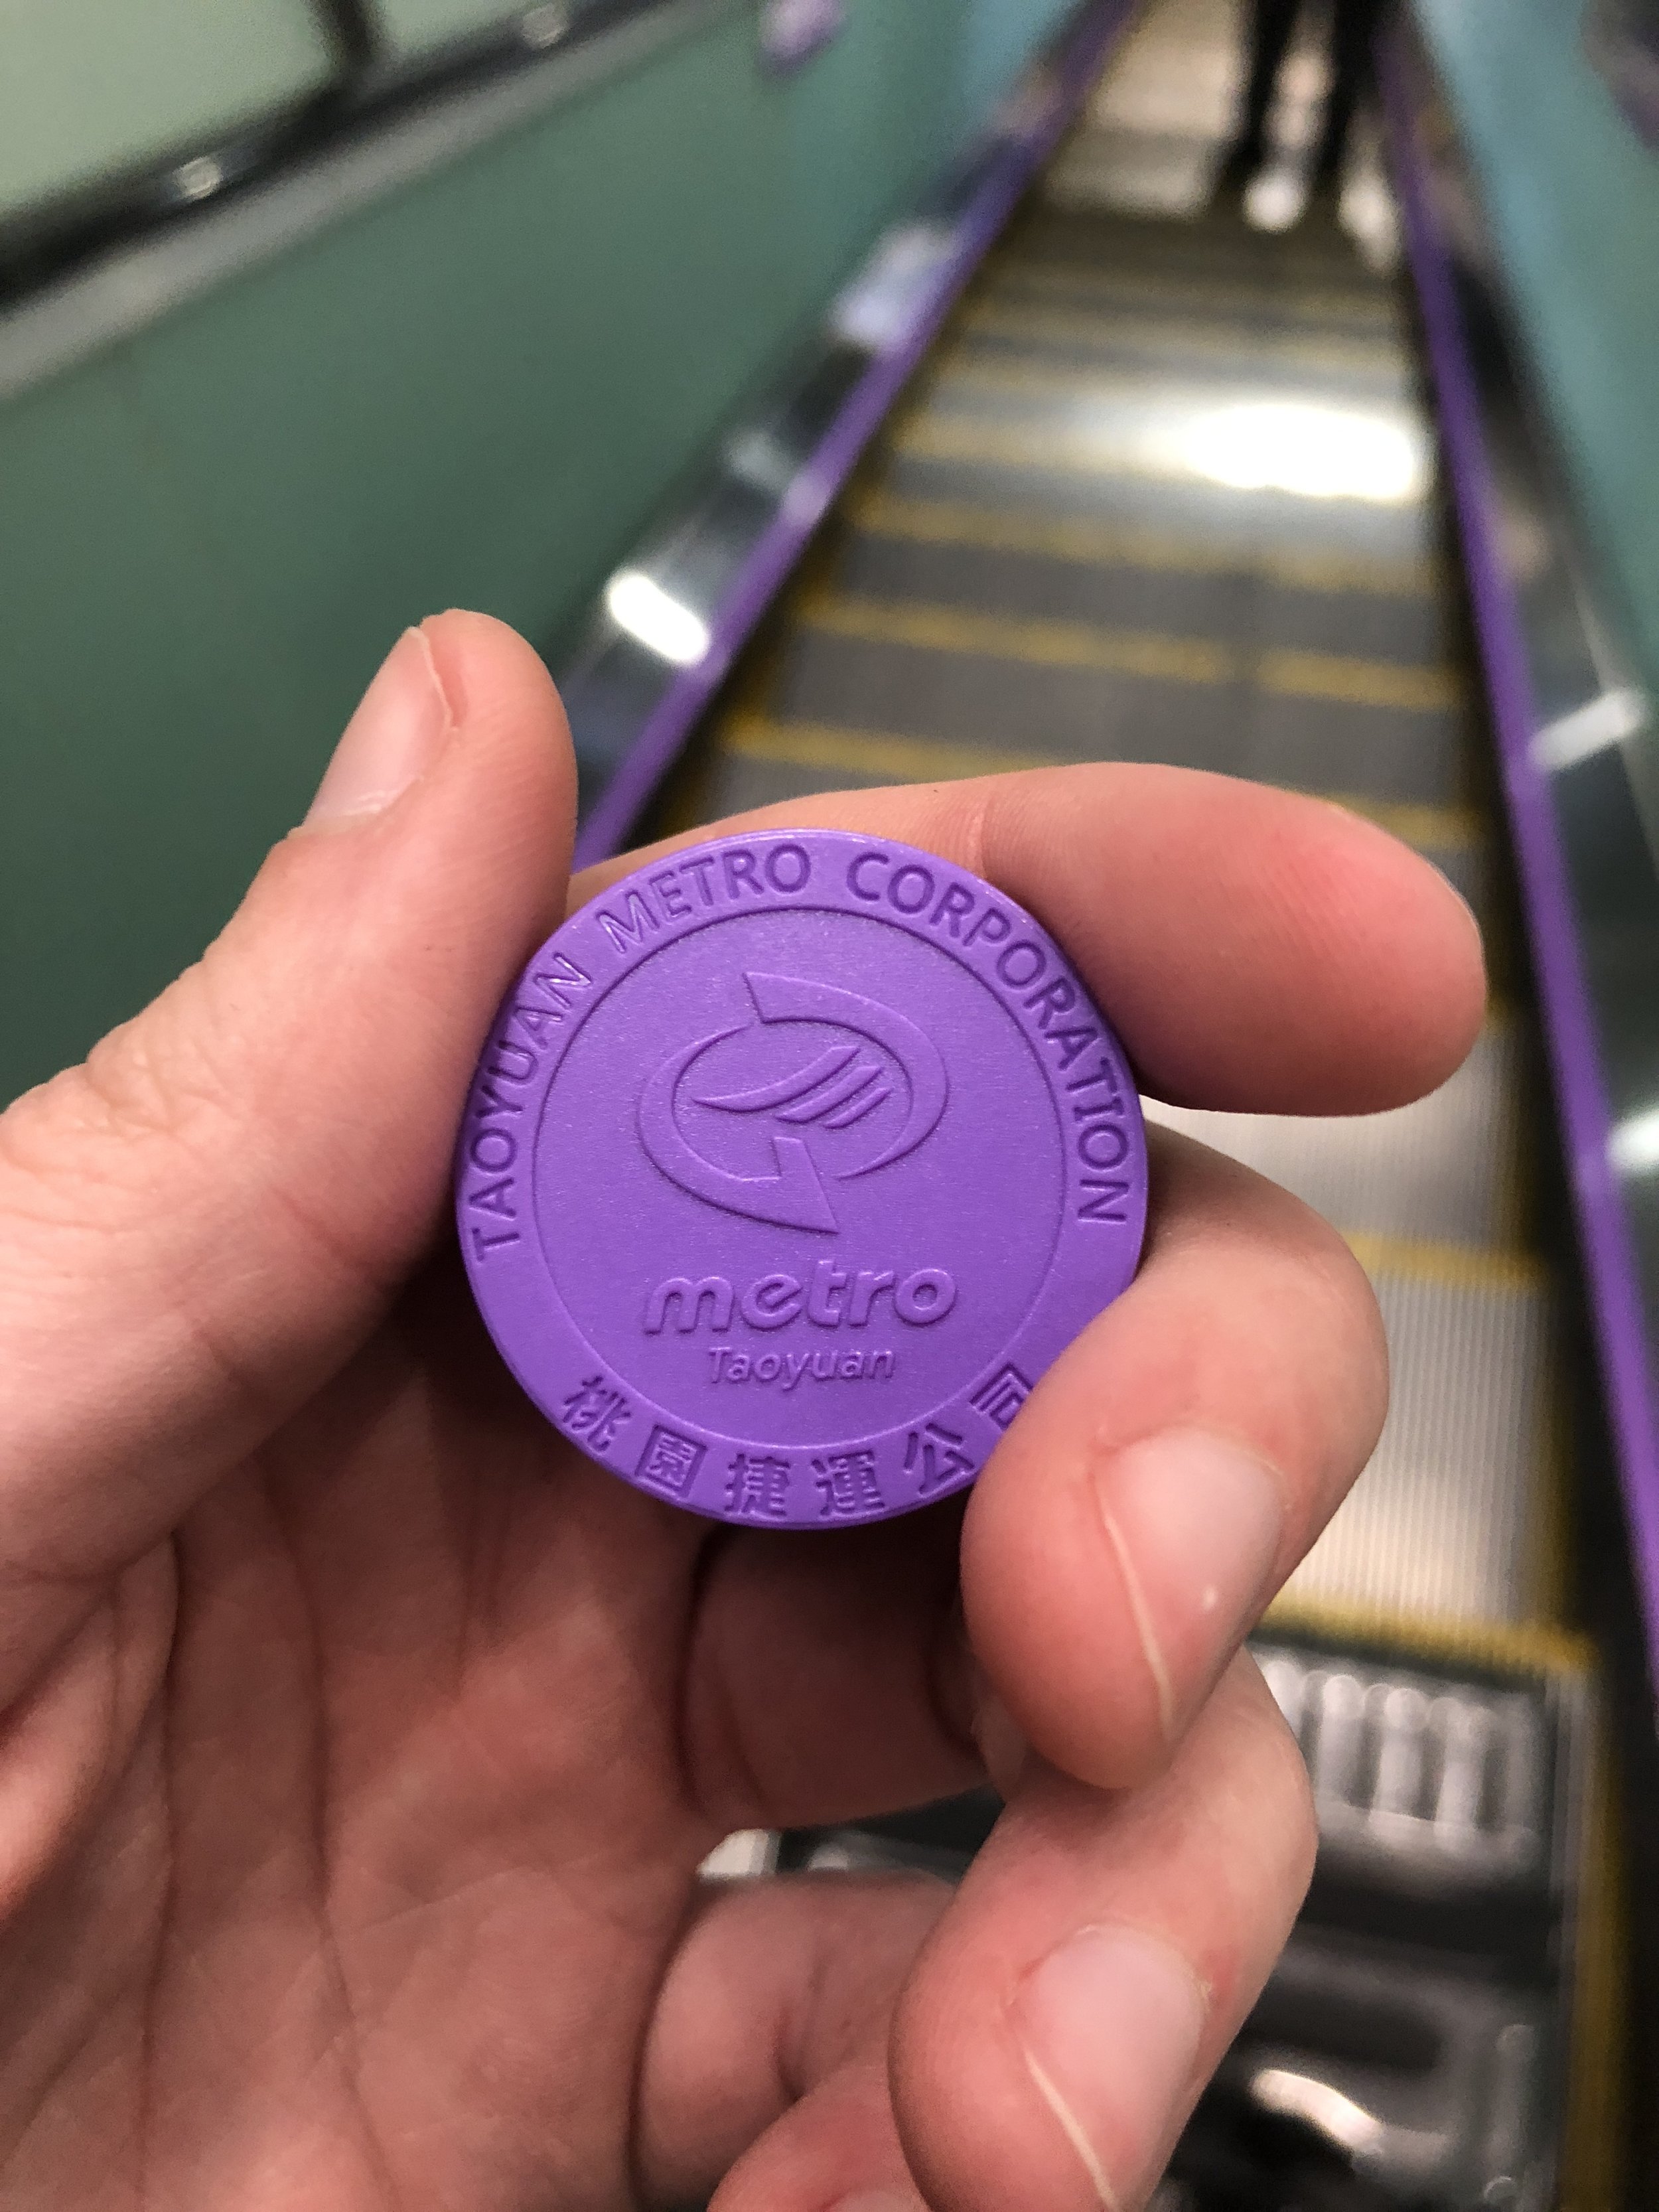 TAOYUAN METRO CORPORATION
metro
Taoyuan
桃園捷運公司